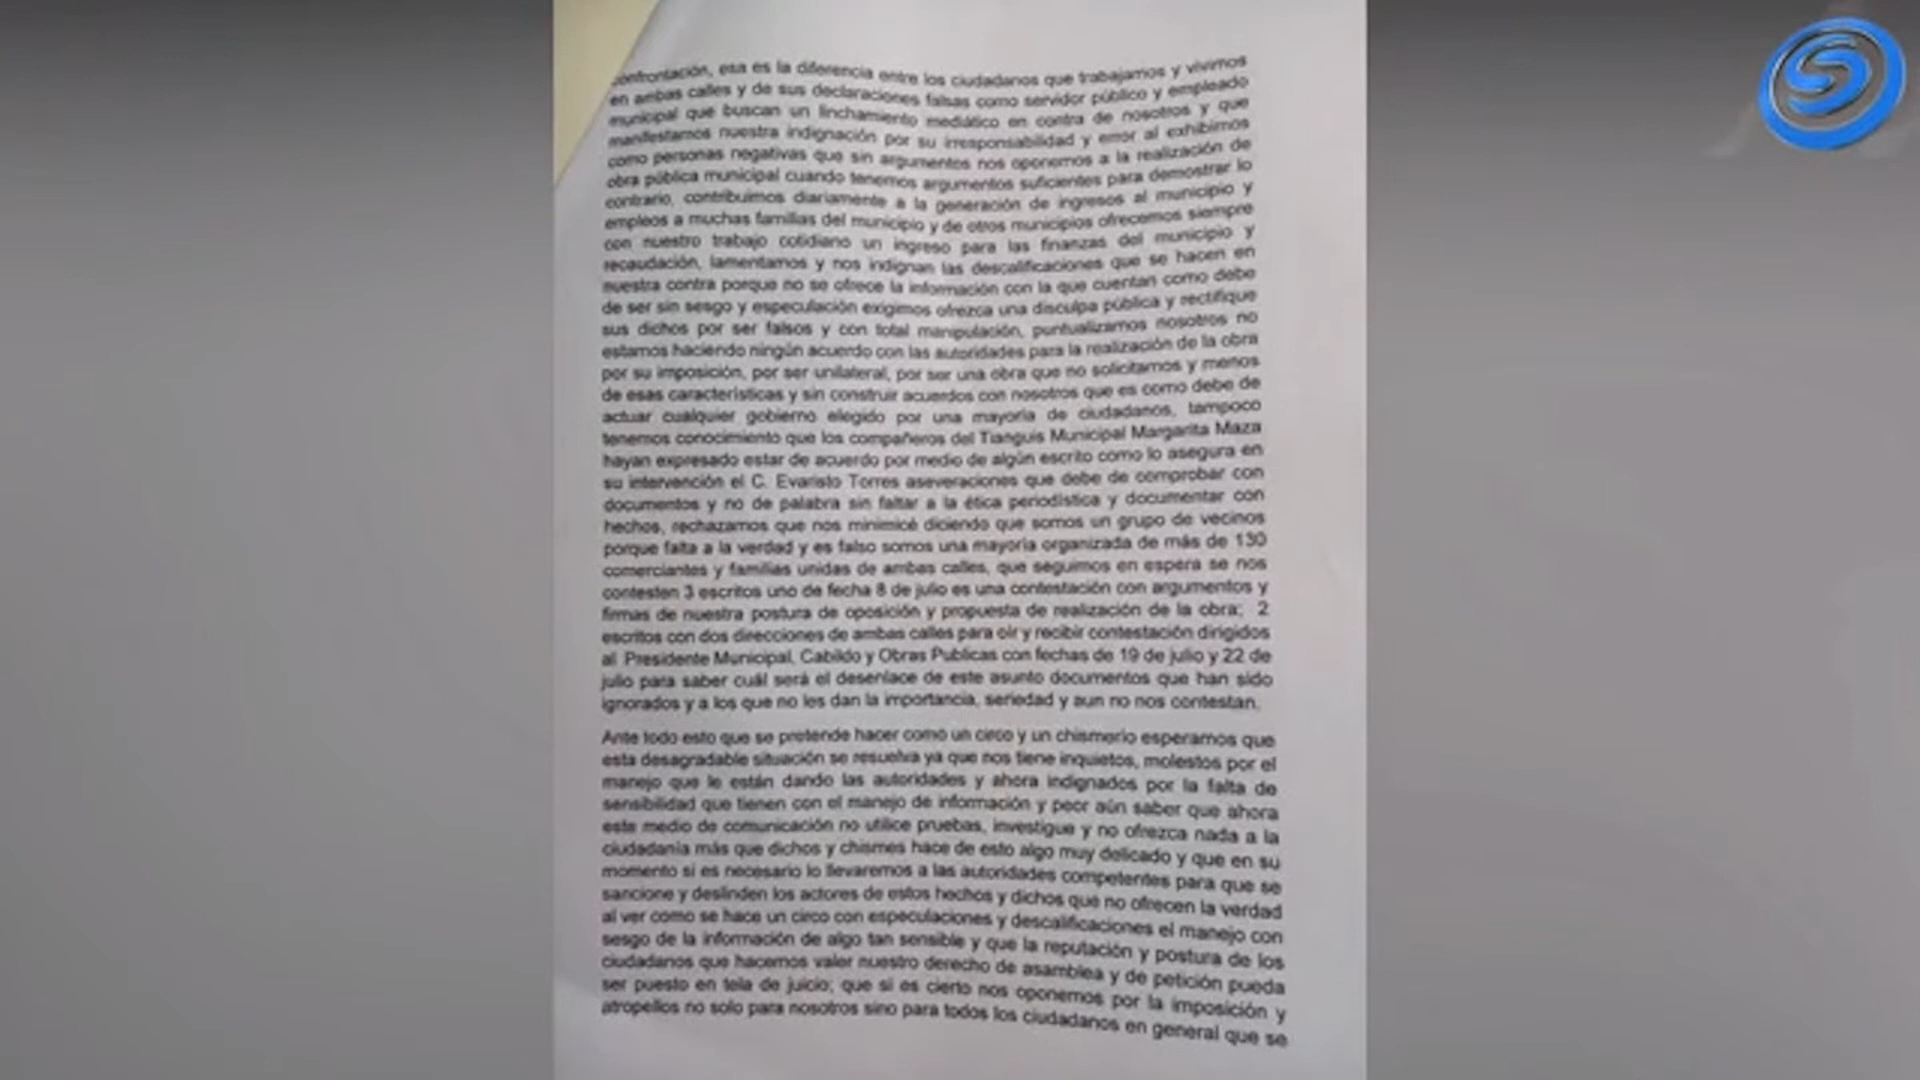 confrontación, esa es la diferencia entre los ciudadanos que trabajamos y vivimos
en ambas calles y de sus declaraciones falsas como servidor público y empleado
municipal que buscan un linchamiento mediático en contra de nosotros y que
manifestamos nuestra indignación por su irresponsabilidad y error al exhibirnos
como personas negativas que sin argumentos nos oponemos a la realización de
obra pública municipal cuando tenemos argumentos suficientes para demostrar lo
contrario, contribuimos diariamente a la generación de ingresos al municipio y
empleos a muchas familias del municipio y de otros municipios ofrecemos siempre
con nuestro trabajo cotidiano un ingreso para las finanzas del municipio y
recaudación, lamentamos y nos indignan las descalificaciones que se hacen en
nuestra contra porque no se ofrece la información con la que cuentan como debe
de ser sin sesgo y especulación exigimos ofrezca una disculpa pública y rectifique
sus dichos por ser falsos y con total manipulación, puntualizamos nosotros no
estamos haciendo ningún acuerdo con las autoridades para la realización de la obra
por su imposición, por ser unilateral, por ser una obra que no solicitamos y menos
de esas características y sin construir acuerdos con nosotros que es como debe de
actuar cualquier gobierno elegido por una mayoría de ciudadanos, tampoco
tenemos conocimiento que los compañeros del Tianguis Municipal Margarita Maza
hayan expresado estar de acuerdo por medio de algún escrito como lo asegura en
su intervención el C. Evaristo Torres aseveraciones que debe de comprobar con
documentos y no de palabra sin faltar a la ética periodística y documentar con
hechos, rechazamos que nos minimicé diciendo que somos un grupo de vecinos
porque falta a la verdad y es falso somos una mayoría organizada de más de 130
comerciantes y familias unidas de ambas calles, que seguimos en espera se nos
contesten 3 escritos uno de fecha 8 de julio es una contestación con argumentos y
firmas de nuestra postura de oposición y propuesta de realización de la obra; 2
escritos con dos direcciones de ambas calles para oír y recibir contestación dirigidos
al Presidente Municipal, Cabildo y Obras Publicas con fechas de 19 de julio y 22 de
julio para saber cuál será el desenlace de este asunto documentos que han sido
ignorados y a los que no les dan la importancia, seriedad y aun no nos contestan.
Ante todo esto que se pretende hacer como un circo y un chismerío esperamos que
esta desagradable situación se resuelva ya que nos tiene inquietos, molestos por el
manejo que le están dando las autoridades y ahora indignados por la falta de
sensibilidad que tienen con el manejo de información y peor aún saber que ahora
este medio de comunicación no utilice pruebas, investigue y no ofrezca nada a la
ciudadanía más que dichos y chismes hace de esto algo muy delicado y que en su
momento si es necesario lo llevaremos a las autoridades competentes para que se
sancione y deslinden los actores de estos hechos y dichos que no ofrecen la verdad
al ver como se hace un circo con especulaciones y descalificaciones el manejo con
sesgo de la información de algo tan sensible y que la reputación y postura de los
ciudadanos que hacemos valer nuestro derecho de asamblea y de petición pueda
ser puesto en tela de juicio; que si es cierto nos oponemos por la imposición y
atropellos no solo para nosotros sino para todos los ciudadanos en general que se